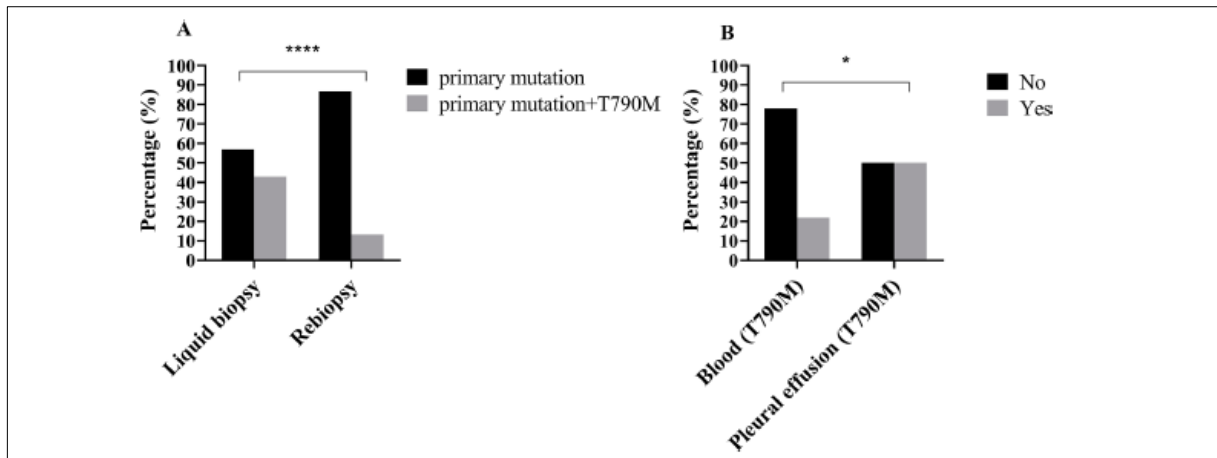 A
****
100
90
80
70
60
50
40
30
20
10
0
Percentage (%)
Liquid biopsy
Rebiopsy
primary mutation
primary mutation+T790M
B
*
100
90
80
70
60
50
40
30
20
10
0
Percentage (%)
Blood (T790M)
Pleural effusion (T790M)
No
Yes